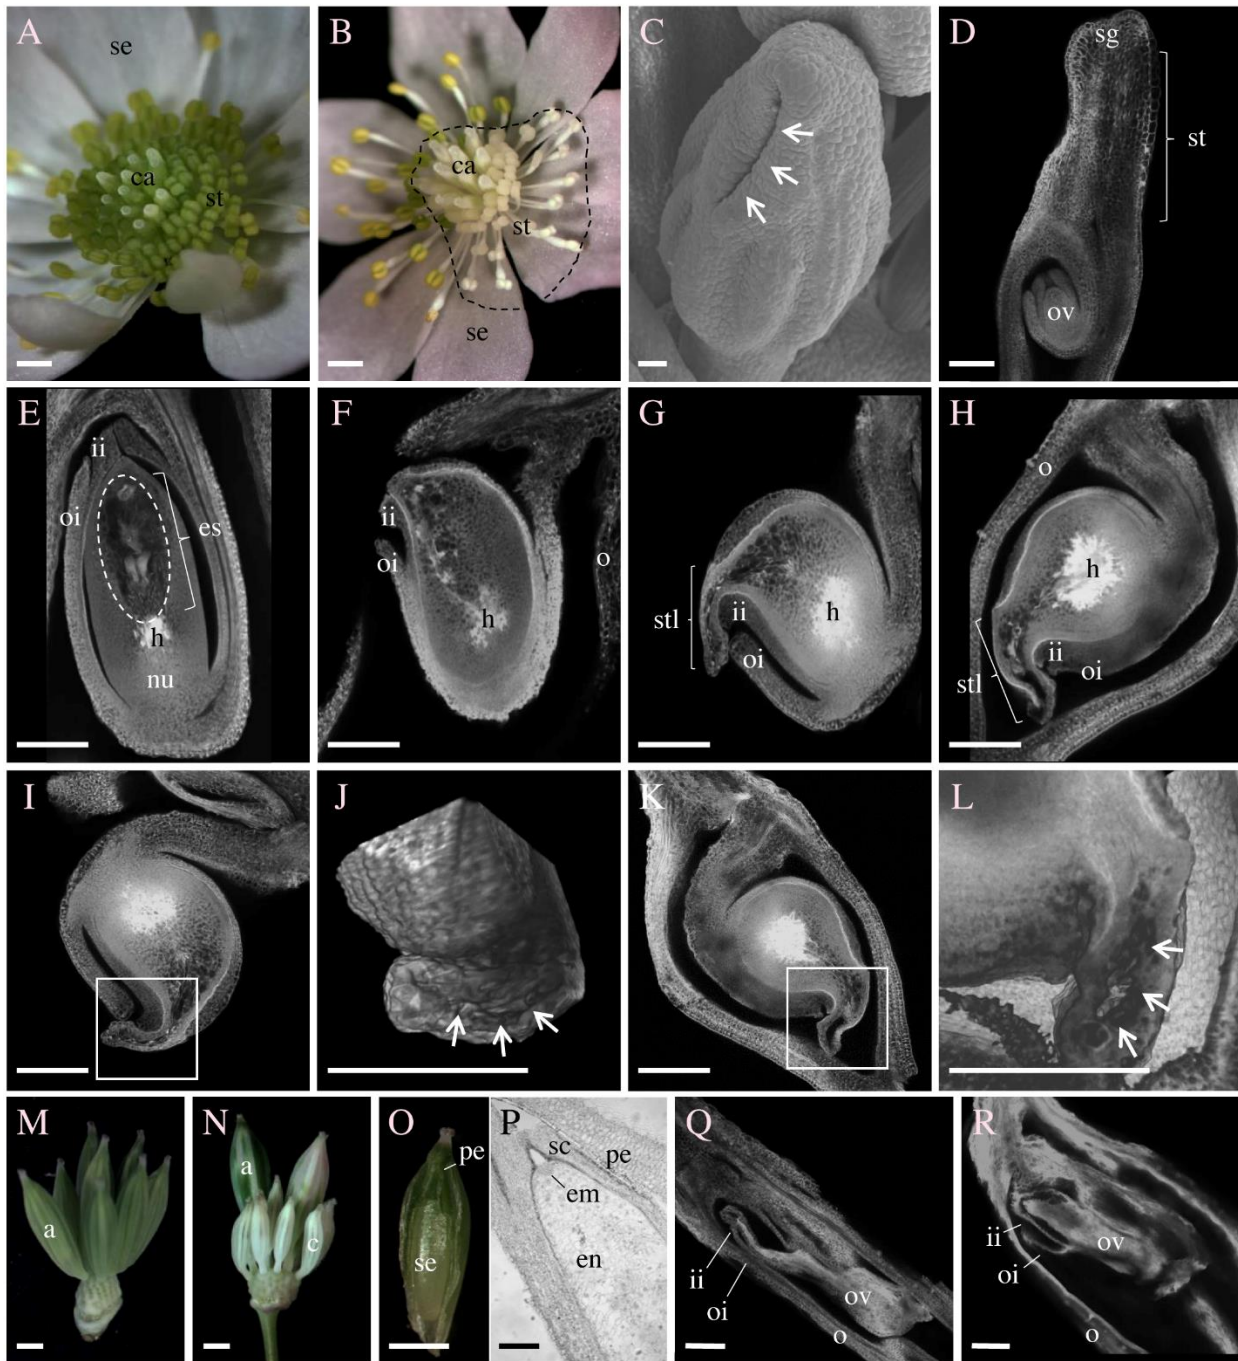 A
se
ca
st
B
ca
st
se
C
D
sg
st
ov
E
ii
oi
es
h
nu
F
ii
oi
h
o
G
stl
ii
h
oi
H
o
h
ii
oi
stl
I
J
K
L
M
a
N
a
c
O
pe
se
P
sc
pe
em
en
Q
ii
oi
ov
o
R
ii
oi
ov
o